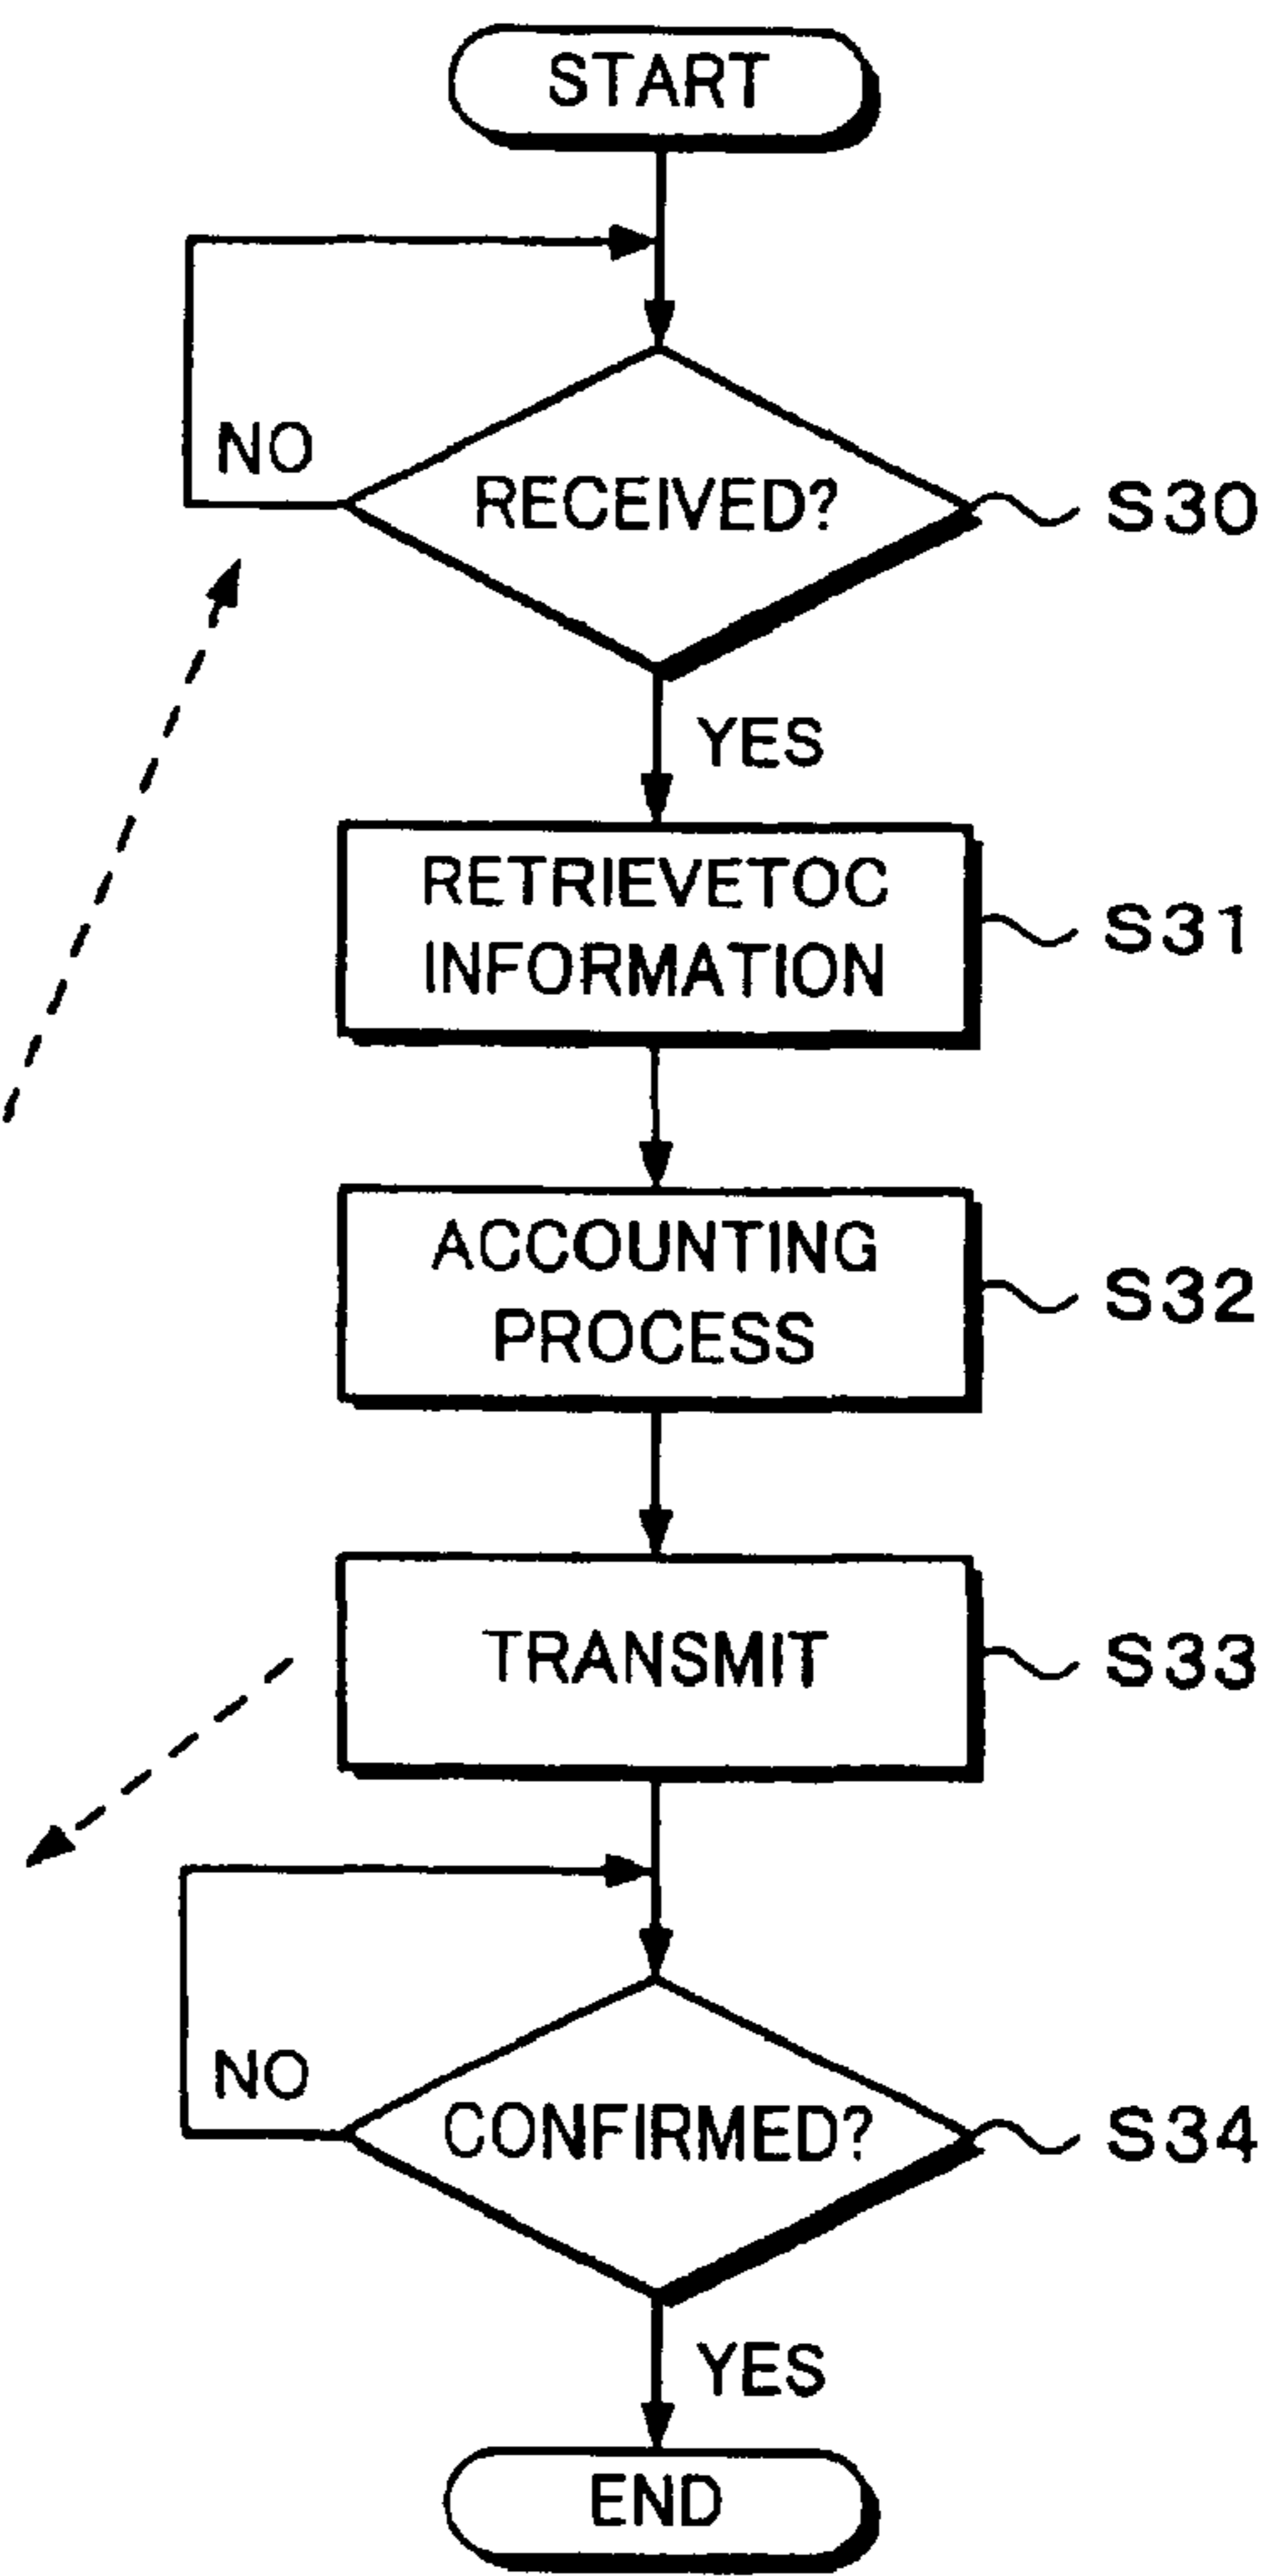 START
NO
RECEIVED?
S30
YES
RETRIEVETOC
INFORMATION
S31
ACCOUNTING
PROCESS
S32
TRANSMIT
S33
NO
CONFIRMED?
S34
YES
END